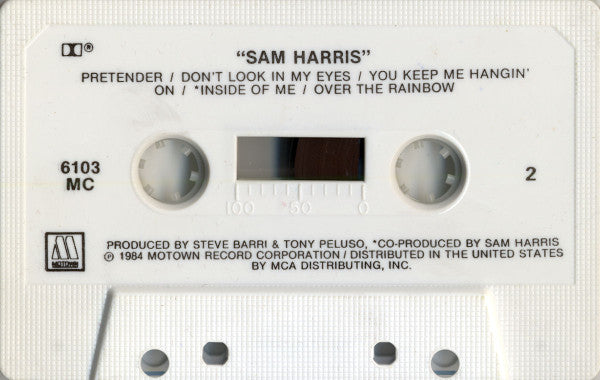 "SAM HARRIS"
PRETENDER / DON'T LOOK IN MY EYES / YOU KEEP ME HANGIN'
ON / *INSIDE OF ME / OVER THE RAINBOW
6103
MC
2
100 50 0
M
MOTOWN
PRODUCED BY STEVE BARRI & TONY PELUSO, *CO-PRODUCED BY SAM HARRIS
℗ 1984 MOTOWN RECORD CORPORATION / DISTRIBUTED IN THE UNITED STATES
BY MCA DISTRIBUTING, INC.